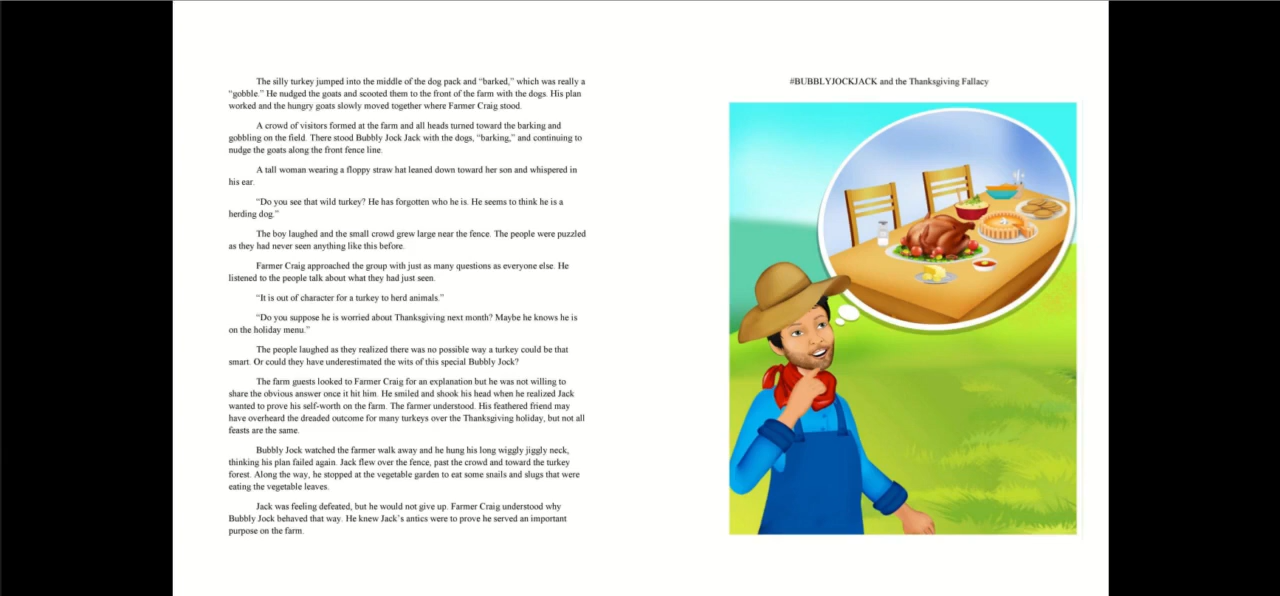 The silly turkey jumped into the middle of the dog pack and “barked,” which was really a
“gobble.” He nudged the goats and scooted them to the front of the farm with the dogs. His plan
worked and the hungry goats slowly moved together where Farmer Craig stood.
A crowd of visitors formed at the farm and all heads turned toward the barking and
gobbling on the field. There stood Bubbly Jock Jack with the dogs, “barking,” and continuing to
nudge the goats along the front fence line.
A tall woman wearing a floppy straw hat leaned down toward her son and whispered in
his ear.
“Do you see that wild turkey? He has forgotten who he is. He seems to think he is a
herding dog.”
The boy laughed and the small crowd grew large near the fence. The people were puzzled
as they had never seen anything like this before.
Farmer Craig approached the group with just as many questions as everyone else. He
listened to the people talk about what they had just seen.
“It is out of character for a turkey to herd animals.”
“Do you suppose he is worried about Thanksgiving next month? Maybe he knows he is
on the holiday menu.”
The people laughed as they realized there was no possible way a turkey could be that
smart. Or could they have underestimated the wits of this special Bubbly Jock?
The farm guests looked to Farmer Craig for an explanation but he was not willing to
share the obvious answer once it hit him. He smiled and shook his head when he realized Jack
wanted to prove his self-worth on the farm. The farmer understood. His feathered friend may
have overheard the dreaded outcome for many turkeys over the Thanksgiving holiday, but not all
feasts are the same.
Bubbly Jock watched the farmer walk away and he hung his long wiggly jiggly neck,
thinking his plan failed again. Jack flew over the fence, past the crowd and toward the turkey
forest. Along the way, he stopped at the vegetable garden to eat some snails and slugs that were
eating the vegetable leaves.
Jack was feeling defeated, but he would not give up. Farmer Craig understood why
Bubbly Jock behaved that way. He knew Jack’s antics were to prove he served an important
purpose on the farm.
#BUBBLYJOCKJACK and the Thanksgiving Fallacy